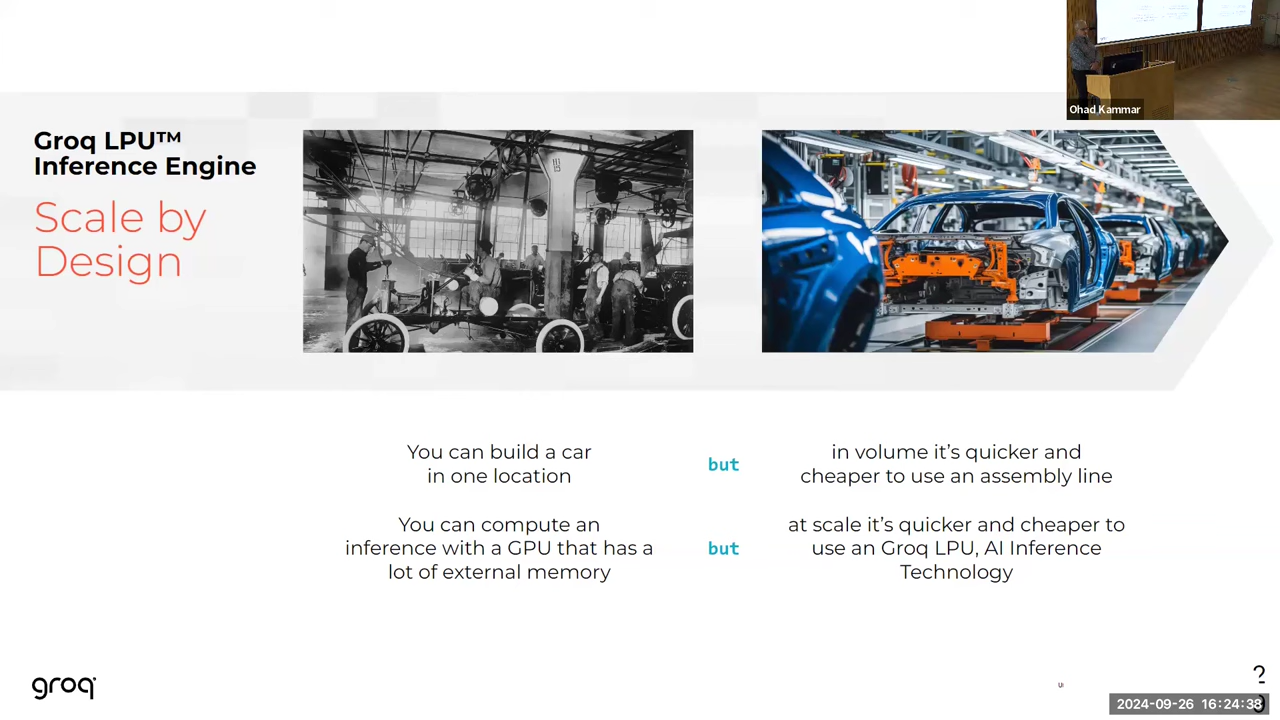 Ohad Kammar
Groq LPU™
Inference Engine
Scale by
Design
You can build a car
in one location
but
in volume it's quicker and
cheaper to use an assembly line
You can compute an
inference with a GPU that has a
lot of external memory
but
at scale it's quicker and cheaper to
use an Groq LPU, AI Inference
Technology
groq
2024-09-26 16:24:38